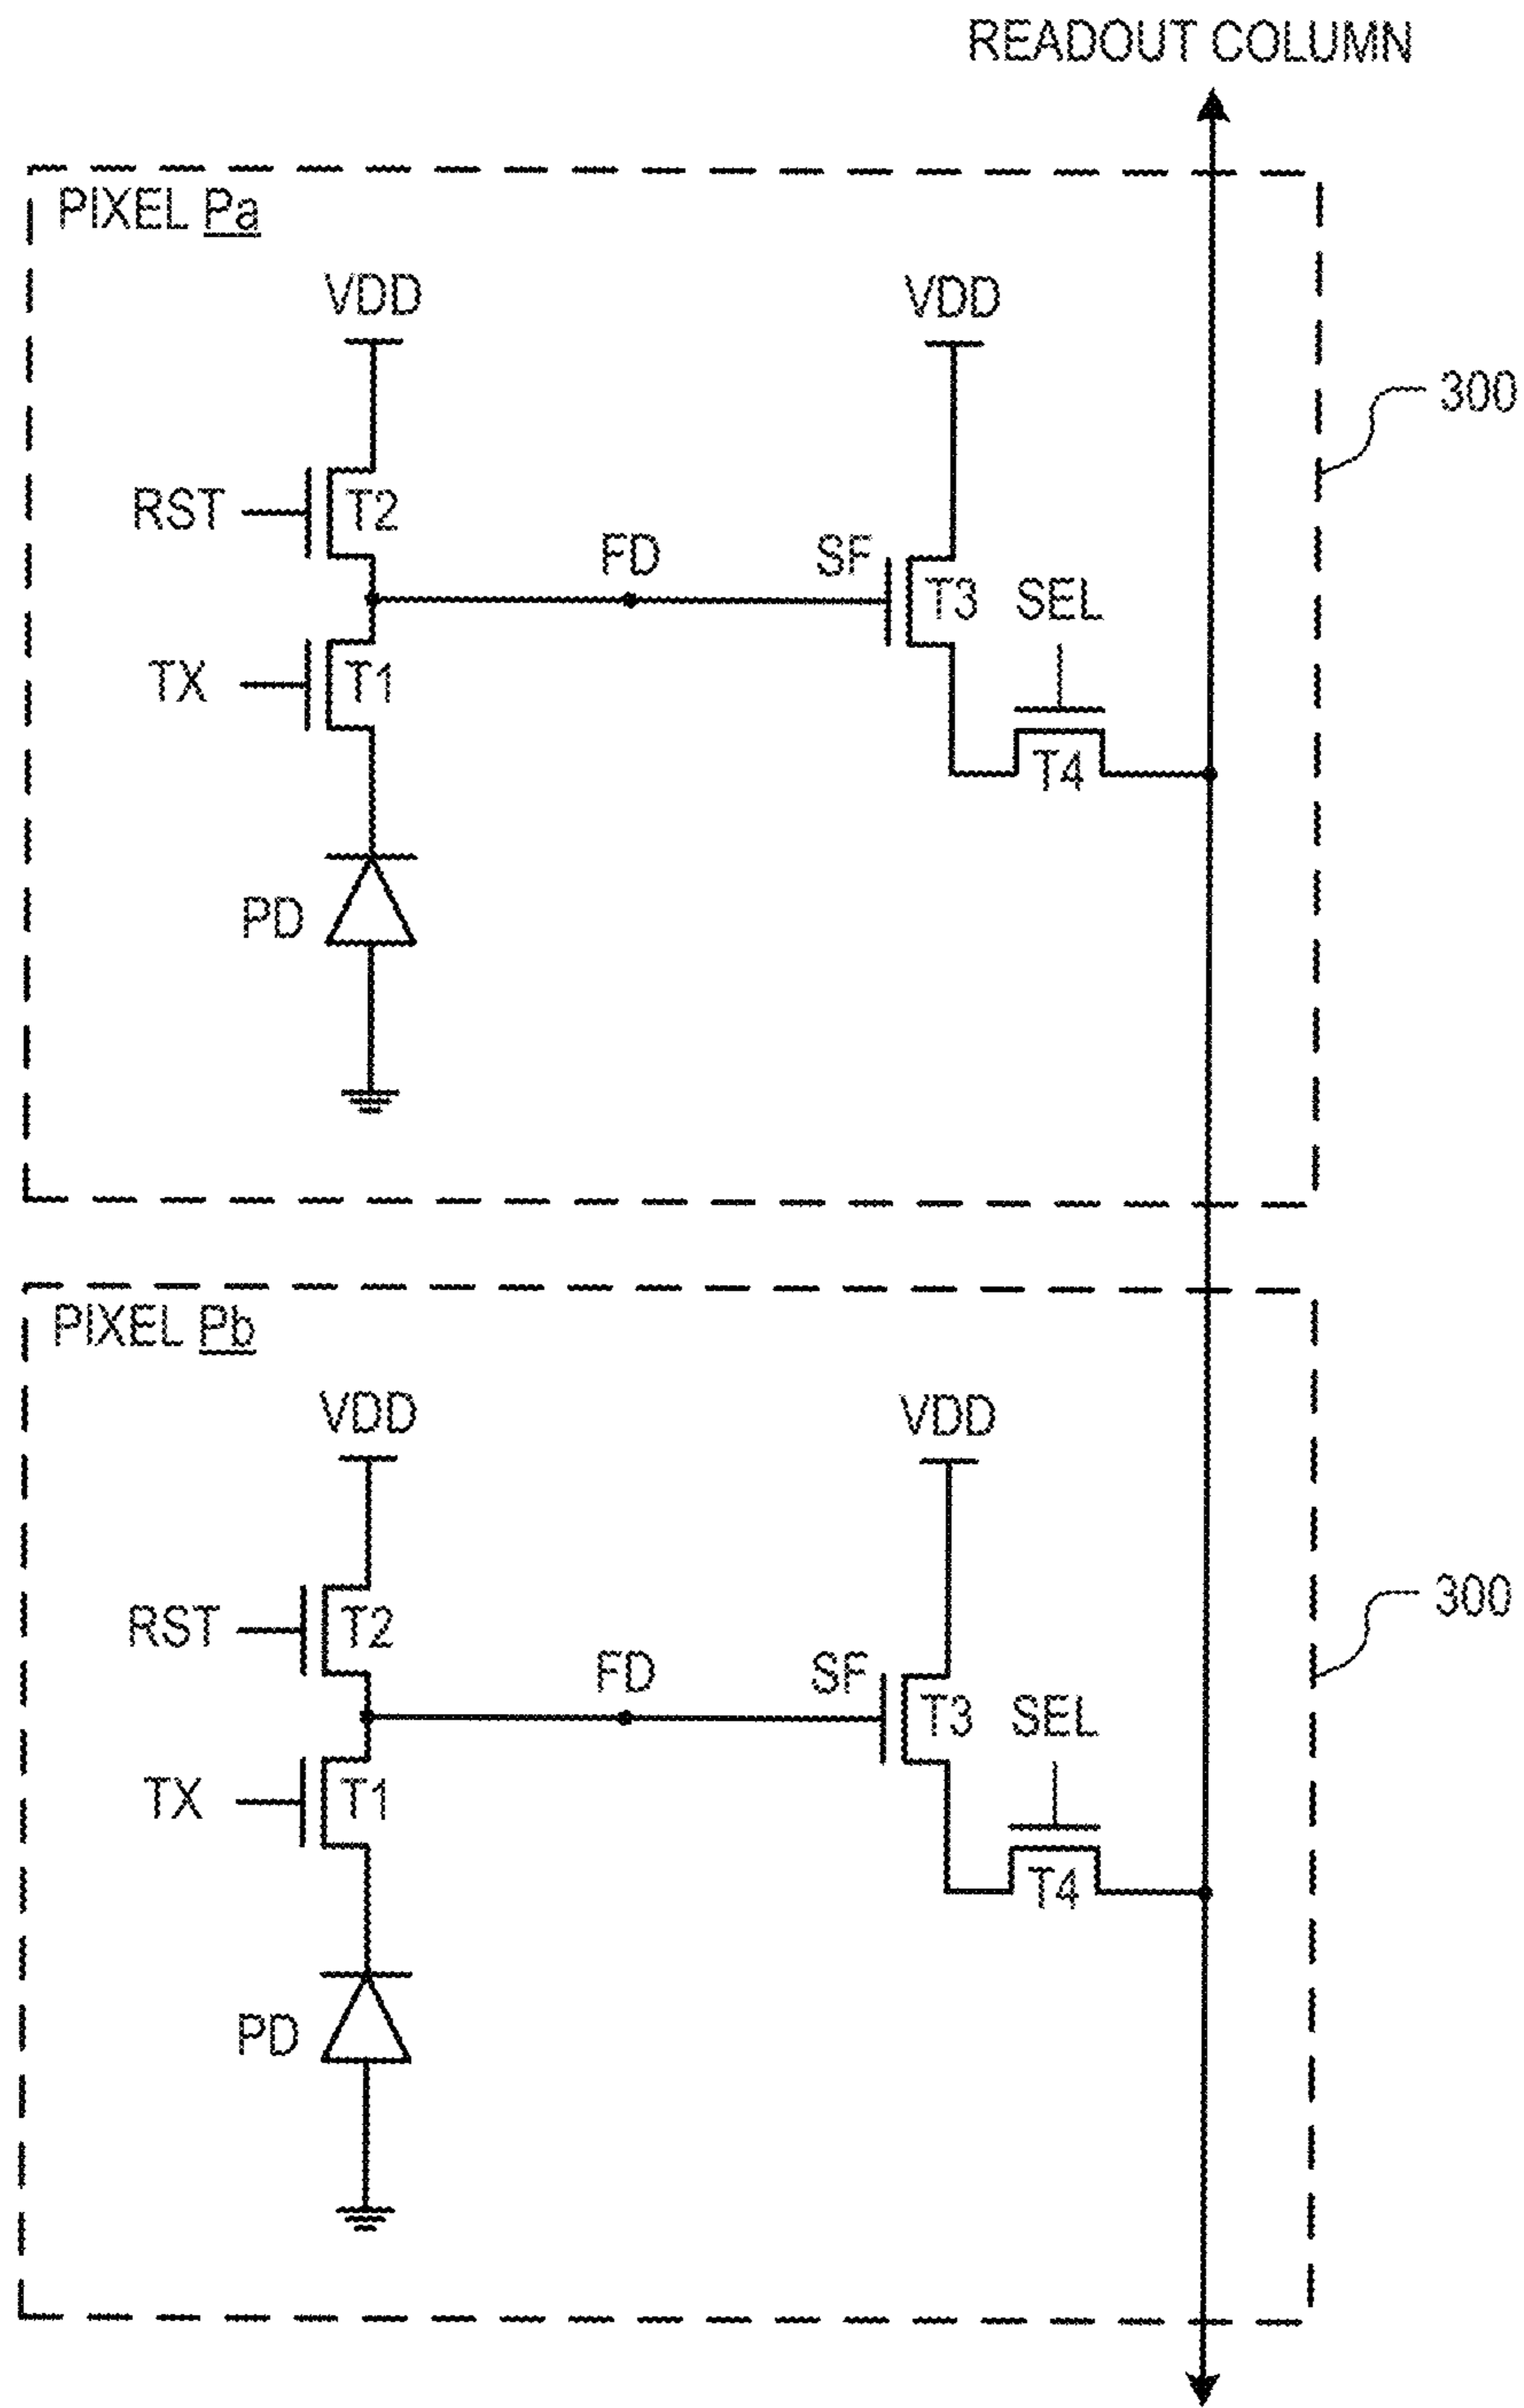 READOUT COLUMN
PIXEL Pa
VDD
VDD
300
RST
T2
FD
SF
T3
SEL
TX
T1
T4
PD
PIXEL Pb
VDD
VDD
300
RST
T2
FD
SF
T3
SEL
TX
T1
T4
PD